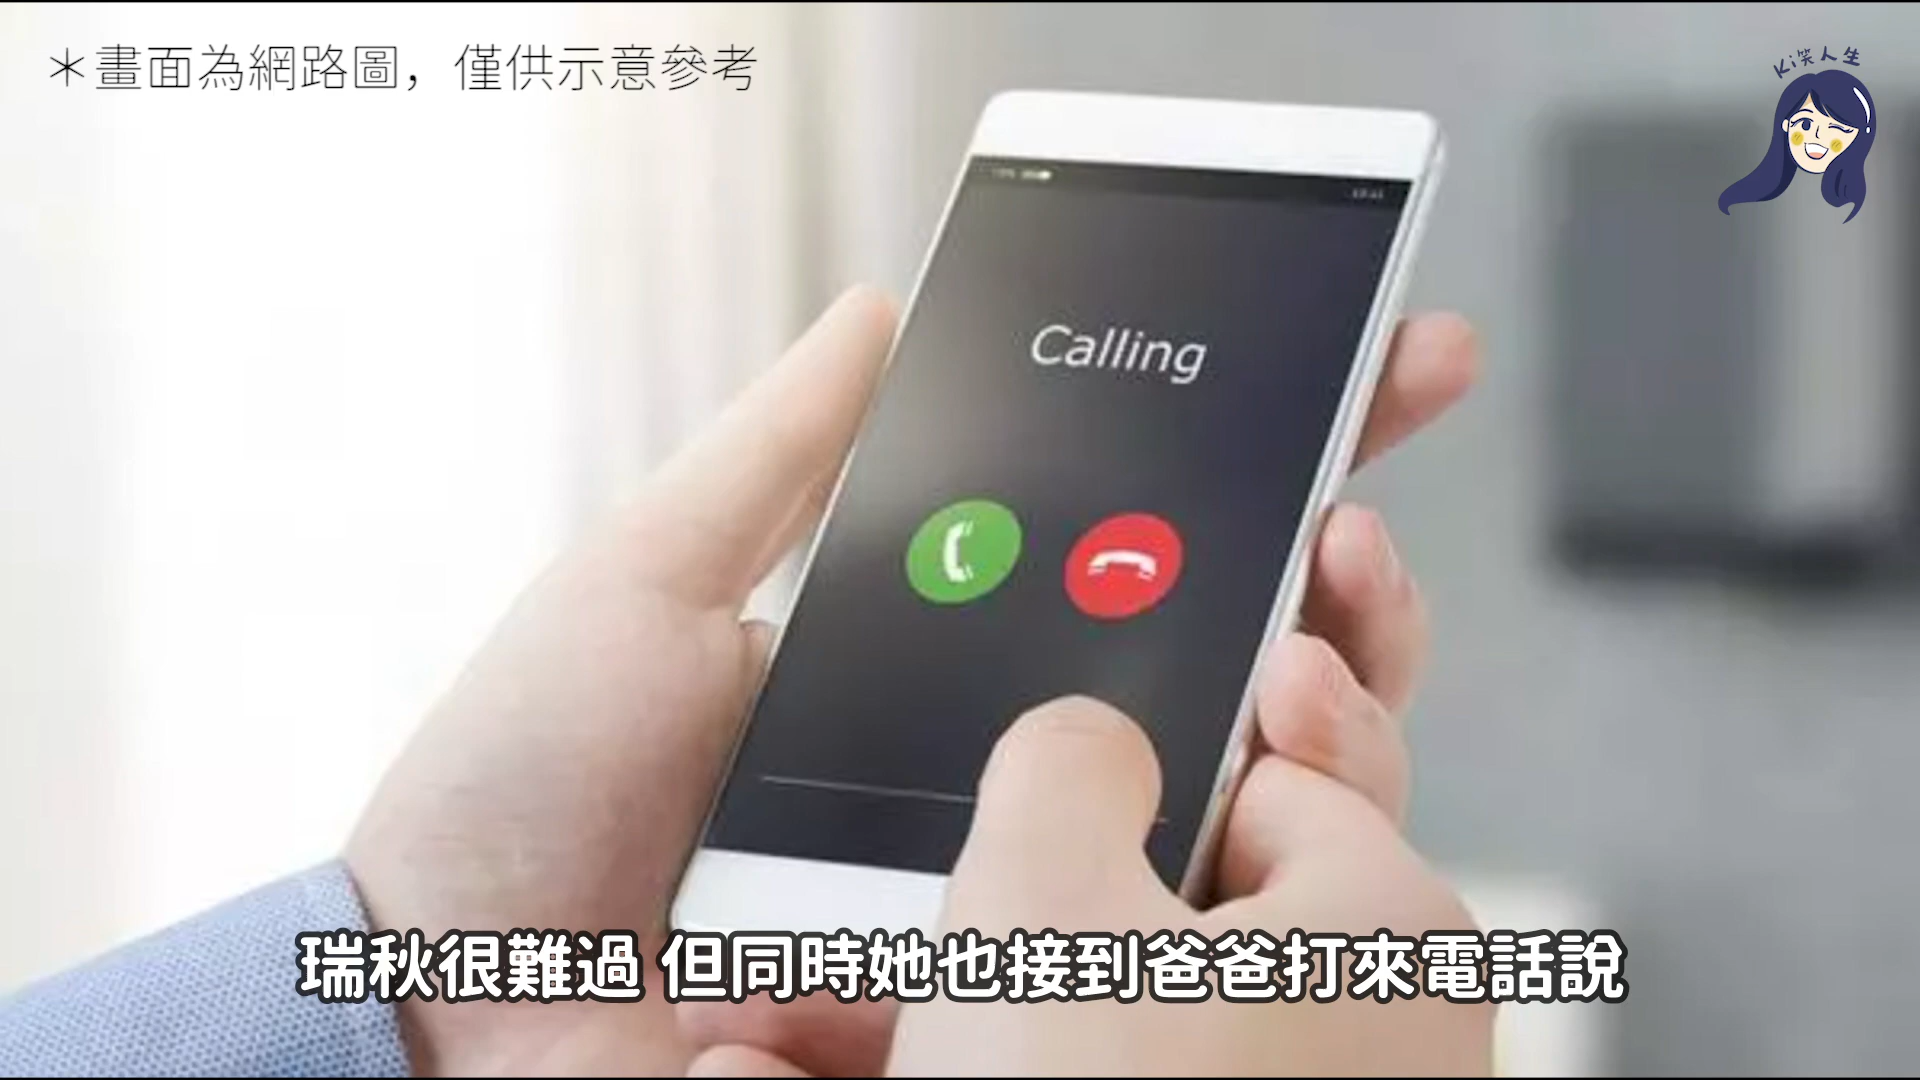 ＊畫面為網路圖，僅供示意參考
Ki笑人生
Calling
瑞秋很難過 但同時她也接到爸爸打來電話說